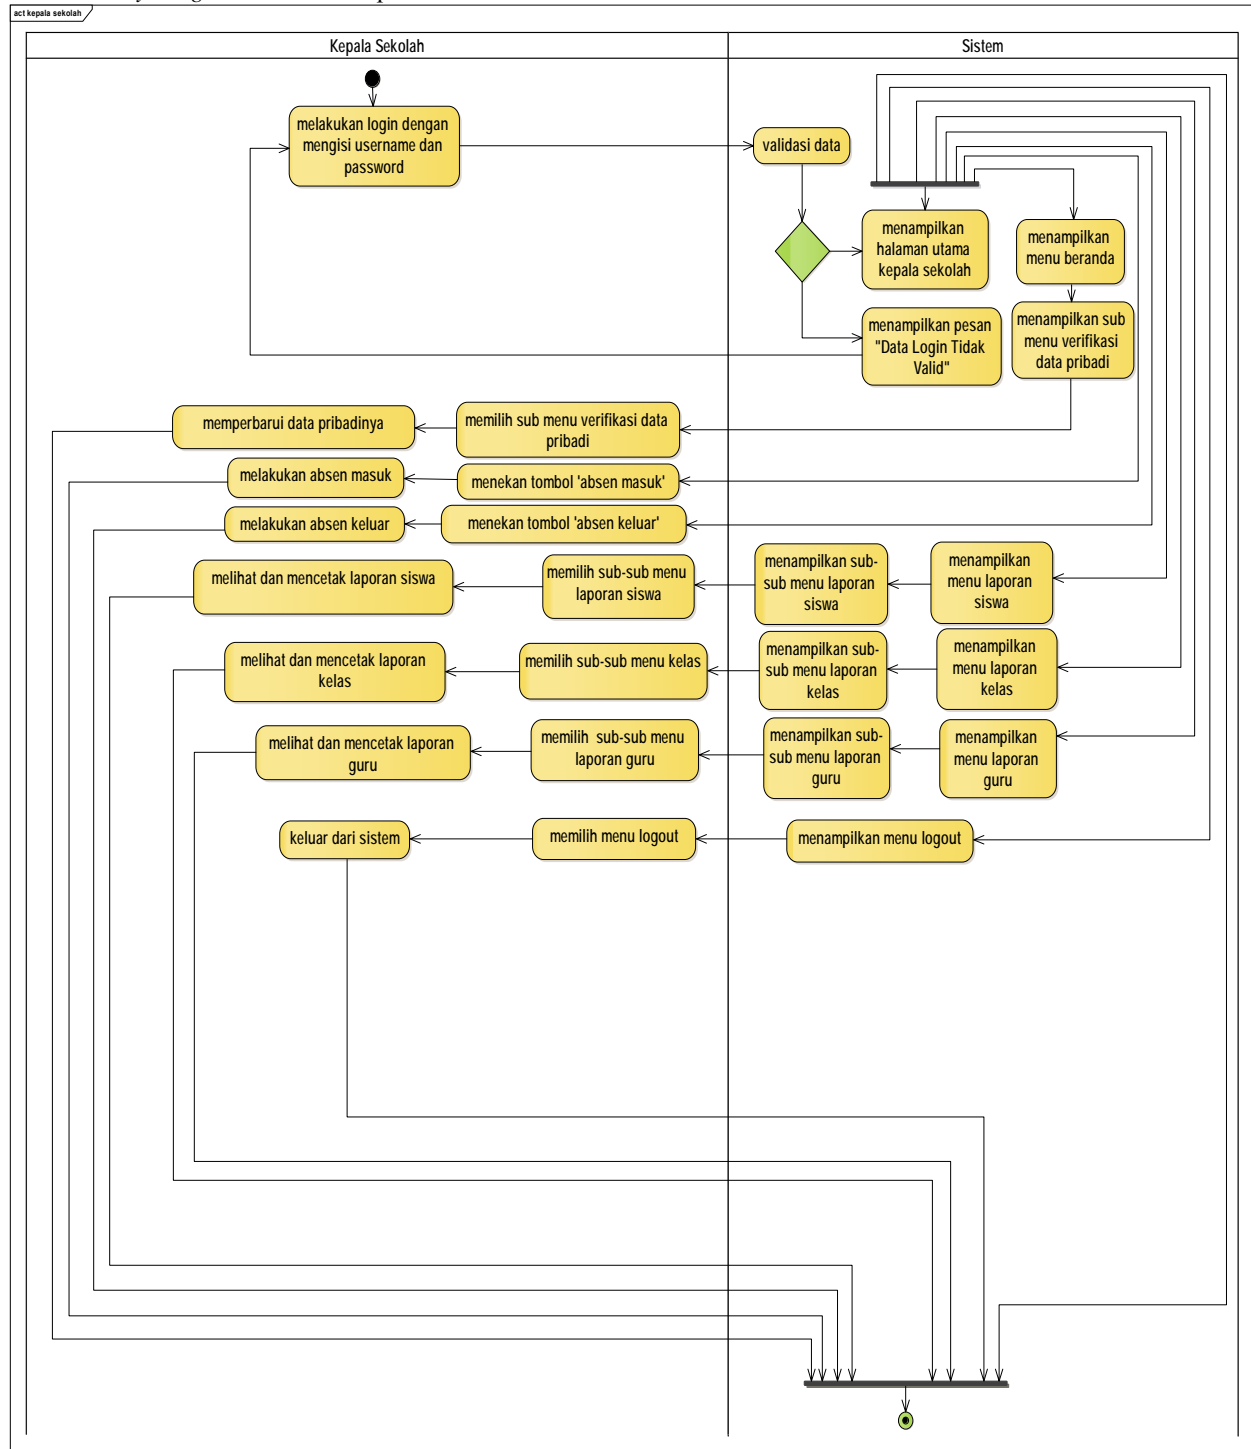 act kepala sekolah
Kepala Sekolah
Sistem
melakukan login dengan
mengisi username dan
password
validasi data
menampilkan
halaman utama
kepala sekolah
menampilkan
menu beranda
menampilkan pesan
"Data Login Tidak
Valid"
menampilkan sub
menu verifikasi
data pribadi
memperbarui data pribadinya
memilih sub menu verifikasi data
pribadi
melakukan absen masuk
menekan tombol 'absen masuk'
melakukan absen keluar
menekan tombol 'absen keluar'
melihat dan mencetak laporan siswa
memilih sub-sub menu
laporan siswa
menampilkan sub-
sub menu laporan
siswa
menampilkan
menu laporan
siswa
melihat dan mencetak laporan
kelas
memilih sub-sub menu kelas
menampilkan sub-
sub menu laporan
kelas
menampilkan
menu laporan
kelas
melihat dan mencetak laporan
guru
memilih sub-sub menu
laporan guru
menampilkan sub-
sub menu laporan
guru
menampilkan
menu laporan
guru
keluar dari sistem
memilih menu logout
menampilkan menu logout